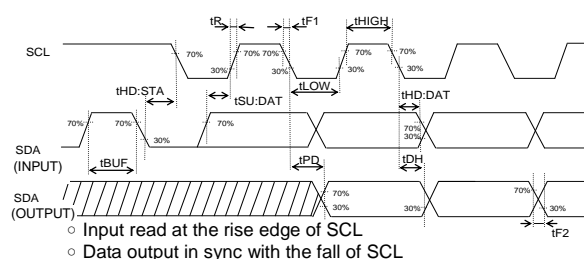 tR tF1 tHIGH
SCL 70% 30% 70% 70% 30% 70% 30% 70% 30%
tHD:STA tSU:DAT tLOW tHD:DAT
SDA (INPUT) 70% 70% 30% 70% 70% 30%
tBUF tPD tDH
SDA (OUTPUT) 70% 30% 30% 70% 30%
tF2
○ Input read at the rise edge of SCL
○ Data output in sync with the fall of SCL